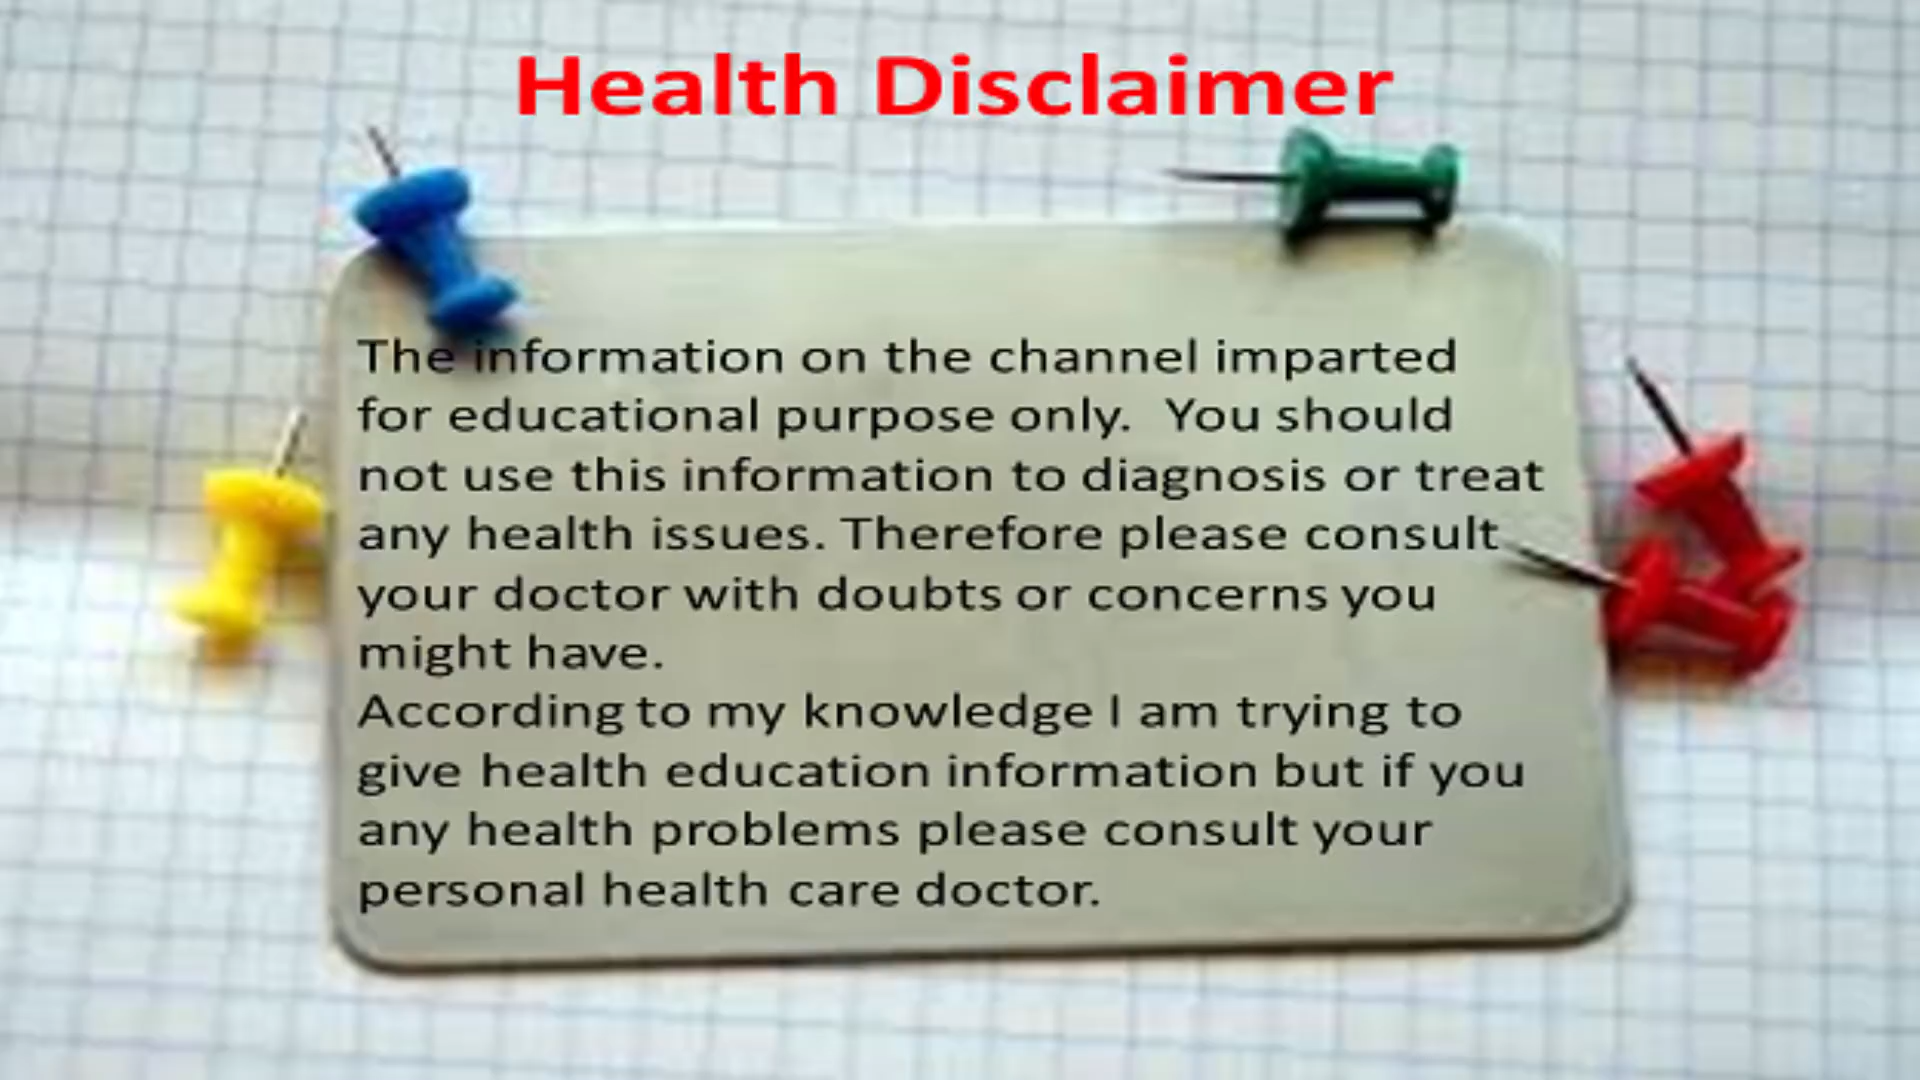 Health Disclaimer
The information on the channel imparted
for educational purpose only.  You should
not use this information to diagnosis or treat
any health issues. Therefore please consult
your doctor with doubts or concerns you
might have.
According to my knowledge I am trying to
give health education information but if you
any health problems please consult your
personal health care doctor.